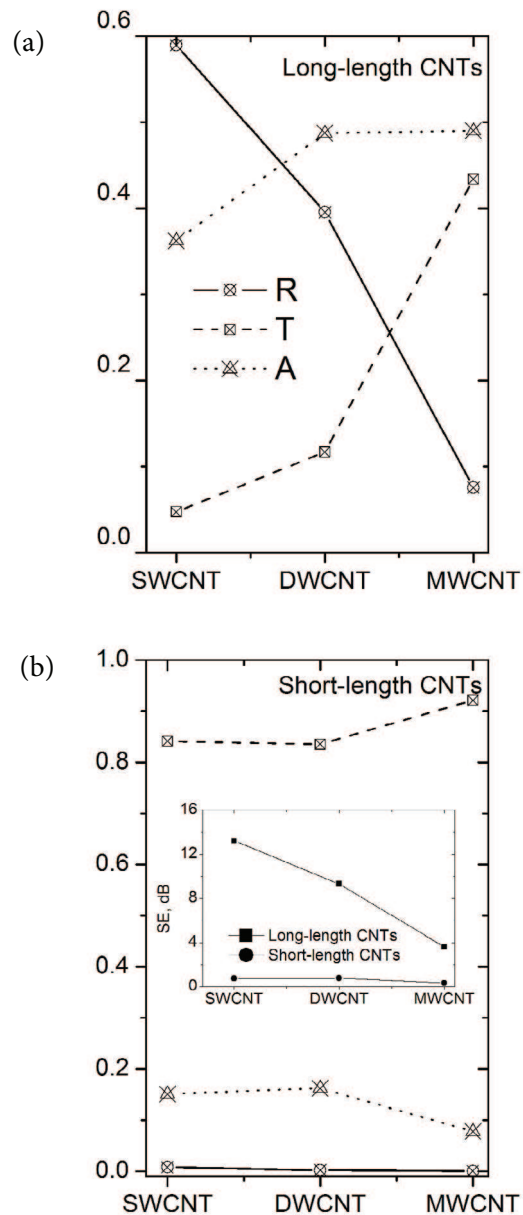 (a)
0.6
Long-length CNTs
0.4
R
T
A
0.2
0.0
SWCNT DWCNT MWCNT
(b)
1.0
Short-length CNTs
0.8
16
12
SE, dB
8
Long-length CNTs
4
Short-length CNTs
0
SWCNT DWCNT MWCNT
0.6
0.4
0.2
0.0
SWCNT DWCNT MWCNT